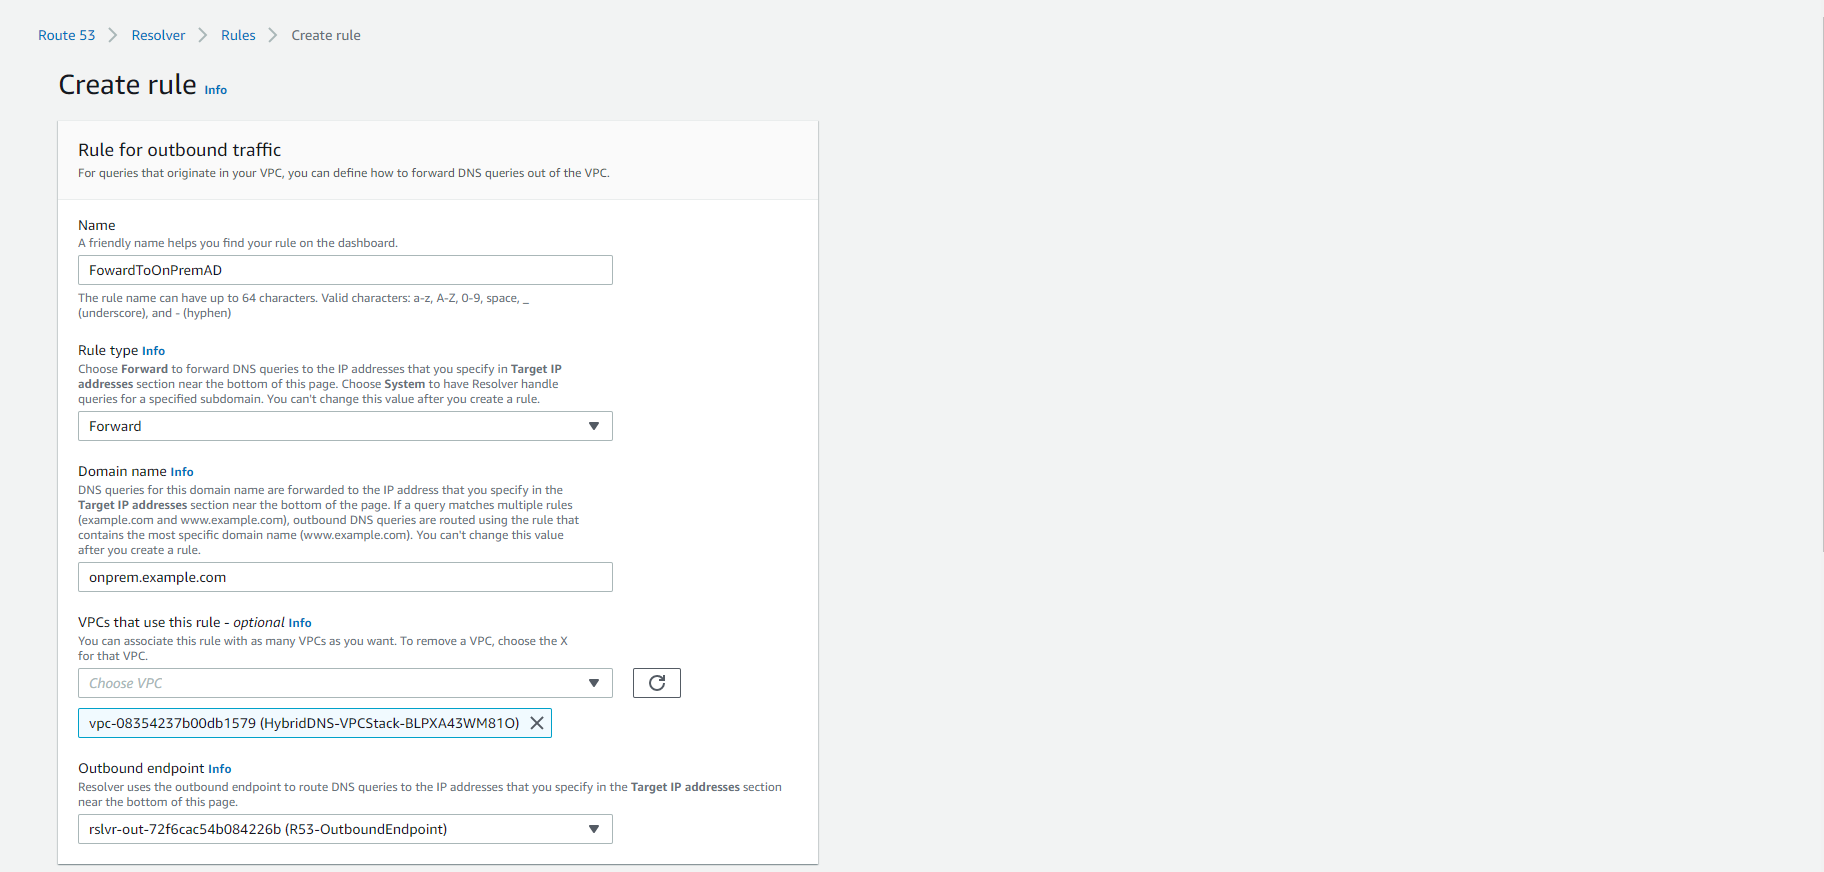 Route 53 > Resolver > Rules > Create rule
Create rule Info
Rule for outbound traffic
For queries that originate in your VPC, you can define how to forward DNS queries out of the VPC.
Name
A friendly name helps you find your rule on the dashboard.
FowardToOnPremAD
The rule name can have up to 64 characters. Valid characters: a-z, A-Z, 0-9, space, _
(underscore), and - (hyphen)
Rule type Info
Choose Forward to forward DNS queries to the IP addresses that you specify in Target IP
addresses section near the bottom of this page. Choose System to have Resolver handle
queries for a specified subdomain. You can't change this value after you create a rule.
Forward
Domain name Info
DNS queries for this domain name are forwarded to the IP address that you specify in the
Target IP addresses section near the bottom of the page. If a query matches multiple rules
(example.com and www.example.com), outbound DNS queries are routed using the rule that
contains the most specific domain name (www.example.com). You can't change this value
after you create a rule.
onprem.example.com
VPCs that use this rule - optional Info
You can associate this rule with as many VPCs as you want. To remove a VPC, choose the X
for that VPC.
Choose VPC
vpc-08354237b00db1579 (HybridDNS-VPCStack-BLPXA43WM81O)
Outbound endpoint Info
Resolver uses the outbound endpoint to route DNS queries to the IP addresses that you specify in the Target IP addresses section
near the bottom of this page.
rslvr-out-72f6cac54b084226b (R53-OutboundEndpoint)